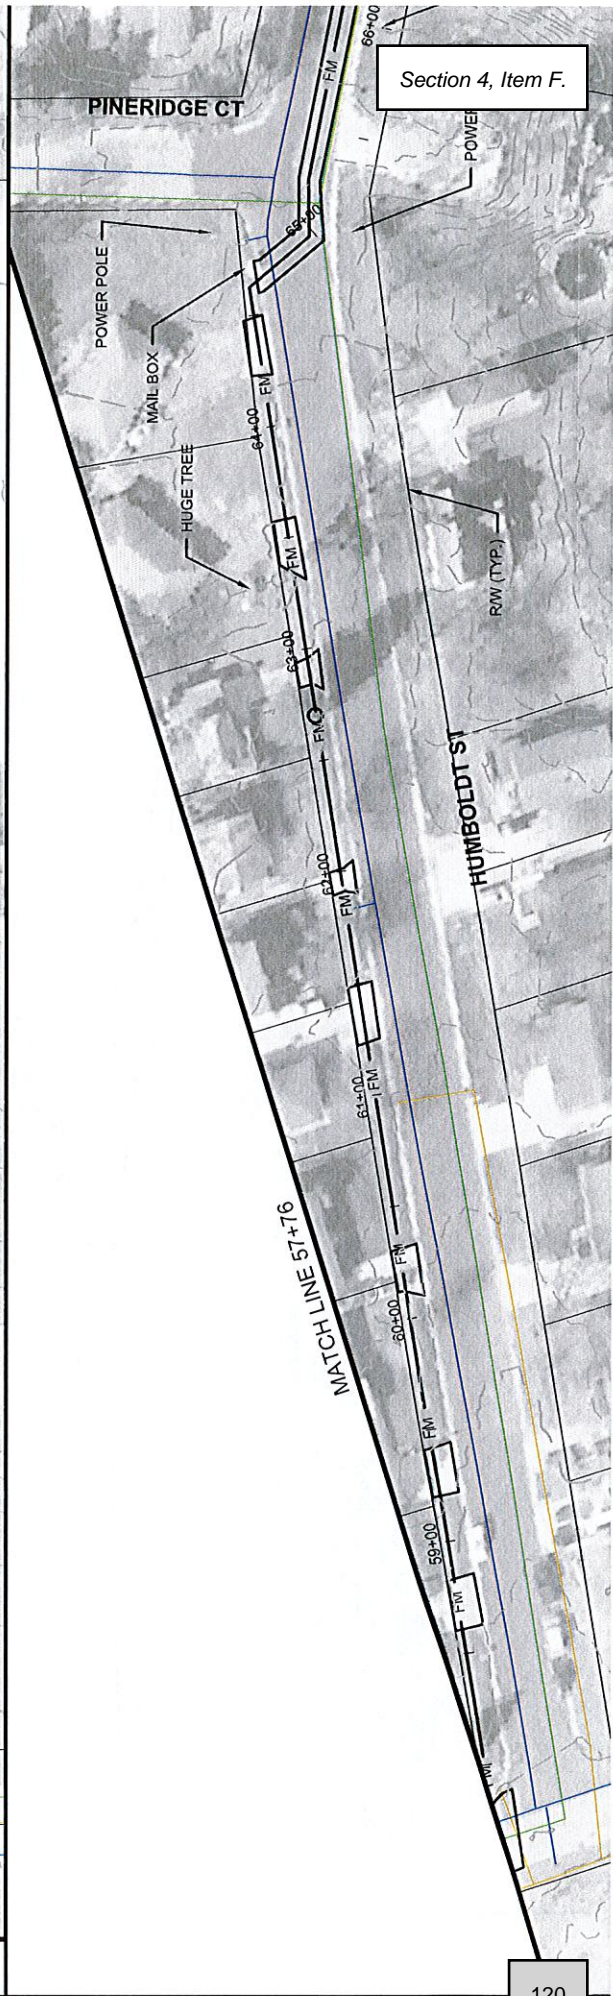 66+00
Section 4, Item F.
FM
PINERIDGE CT
POWER
65+00
POWER POLE
MAIL BOX
FM
64+00
HUGE TREE
FM
R/W (TYP.)
63+00
FM
HUMBOLDT ST
62+00
FM
61+00
FM
MATCH LINE 57+76
FM
60+00
FM
59+00
FM
FM
120